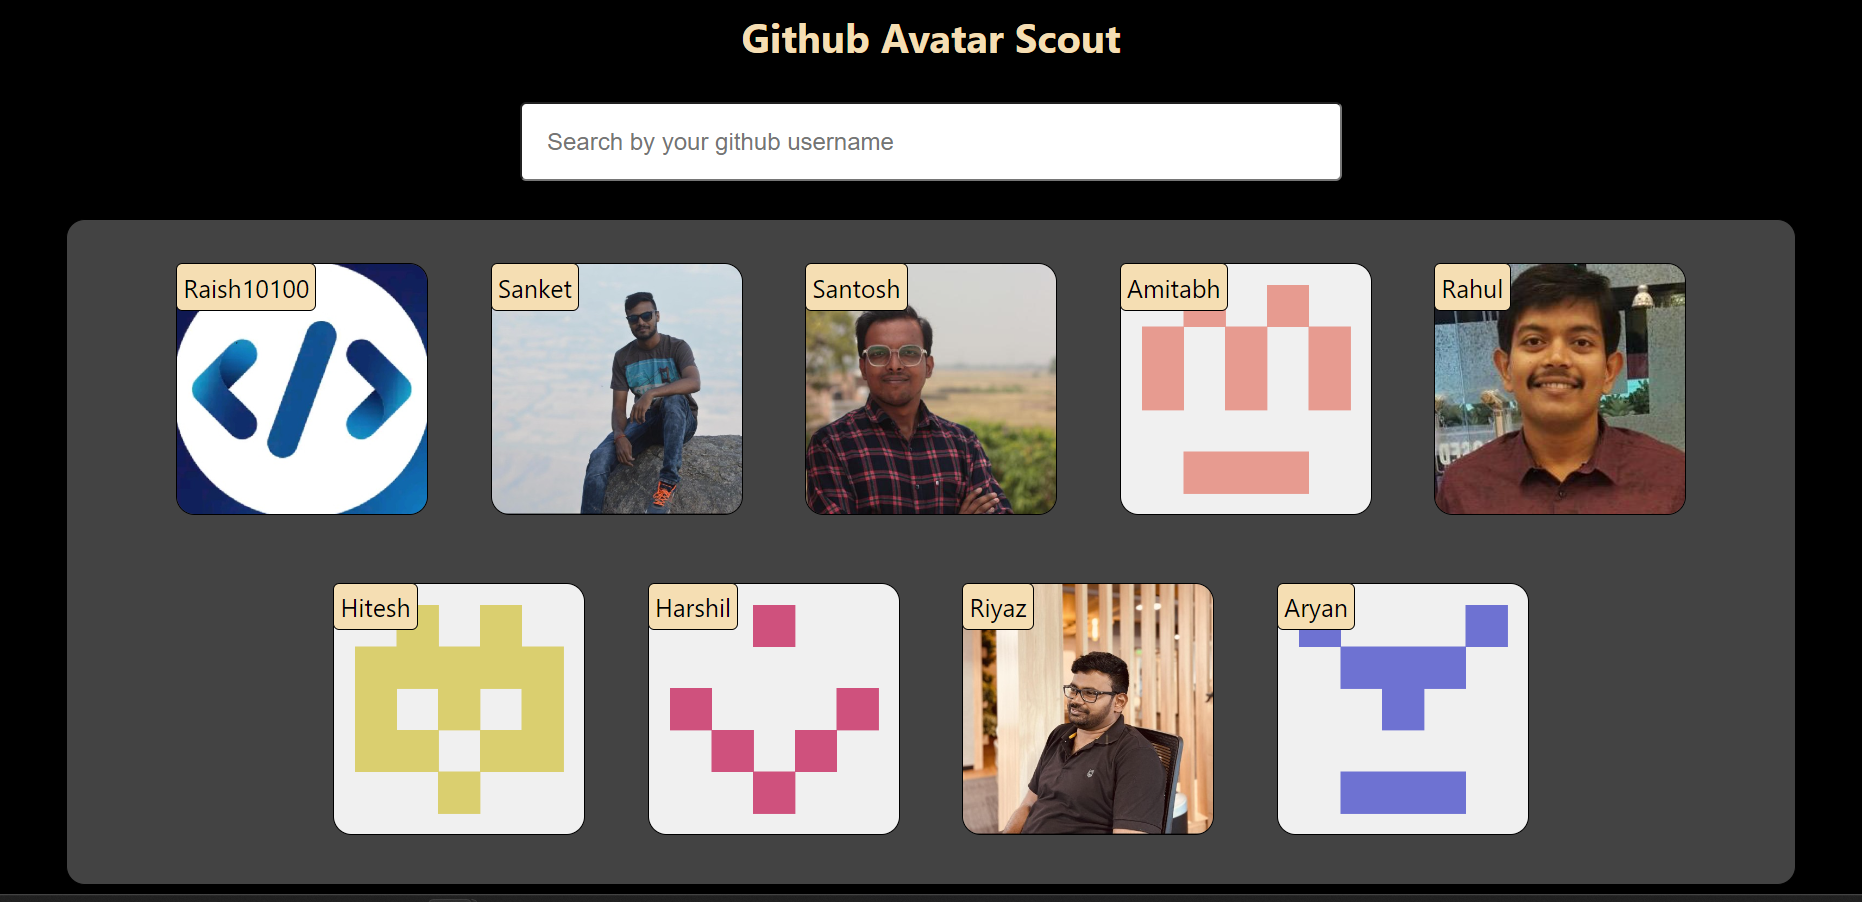 Github Avatar Scout
Search by your github username
Raish10100
Sanket
Santosh
Amitabh
Rahul
Hitesh
Harshil
Riyaz
Aryan